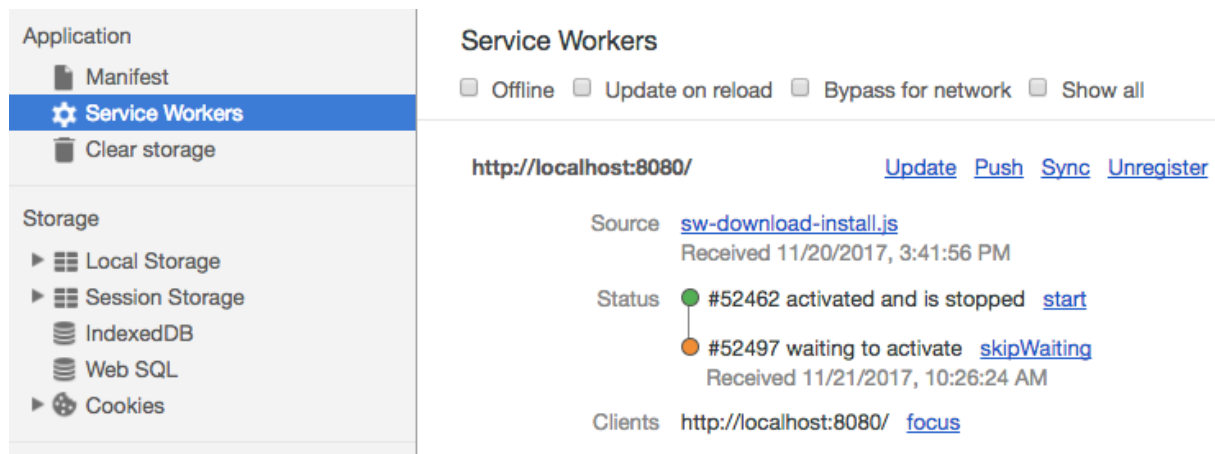 Application
Manifest
Service Workers
Clear storage
Storage
Local Storage
Session Storage
IndexedDB
Web SQL
Cookies
Service Workers
Offline Update on reload Bypass for network Show all
http://localhost:8080/ Update Push Sync Unregister
Source sw-download-install.js
Received 11/20/2017, 3:41:56 PM
Status #52462 activated and is stopped start
#52497 waiting to activate skipWaiting
Received 11/21/2017, 10:26:24 AM
Clients http://localhost:8080/ focus